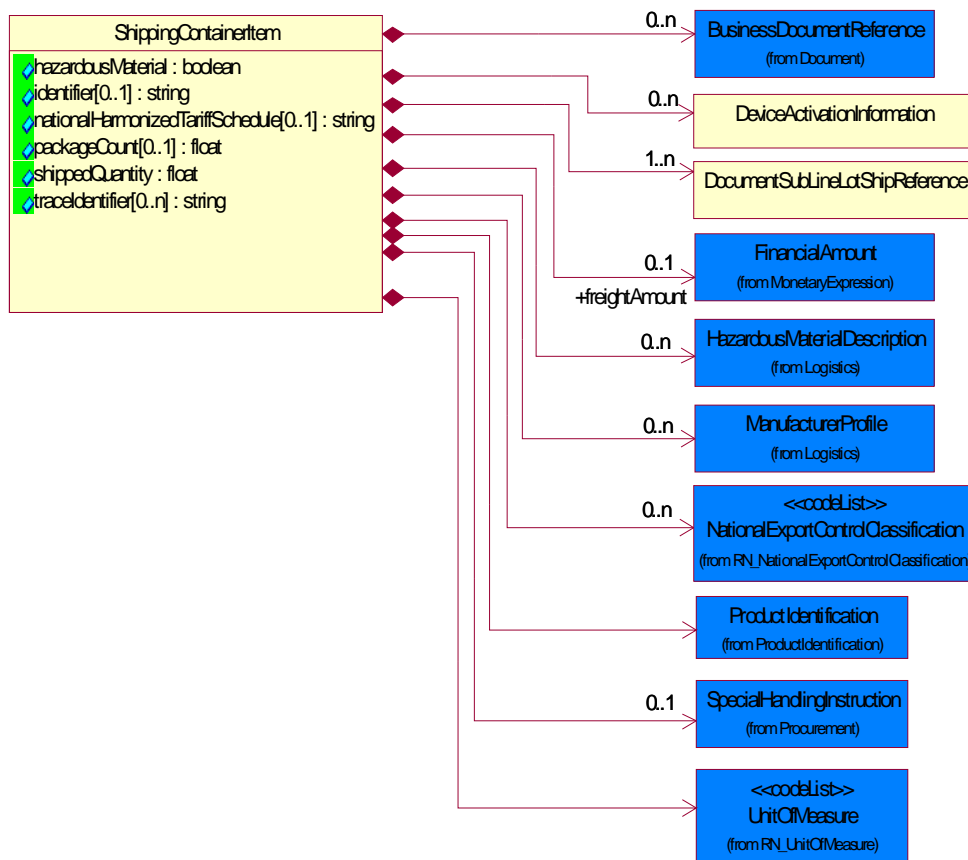 ShippingContainerItem
hazardousMaterial : boolean
identifier[0..1] : string
nationalHarmonizedTariffSchedule[0..1] : string
packageCount[0..1] : float
shippedQuantity : float
traceIdentifier[0..n] : string
0..n
BusinessDocumentReference
(from Document)
0..n
DeviceActivationInformation
1..n
DocumentSubLineLotShipReference
0..1
+freightAmount
FinancialAmount
(from MonetaryExpression)
0..n
HazardousMaterialDescription
(from Logistics)
0..n
ManufacturerProfile
(from Logistics)
0..n
<<codeList>>
NationalExportControlClassification
(from RN_NationalExportControlClassification)
ProductIdentification
(from ProductIdentification)
0..1
SpecialHandlingInstruction
(from Procurement)
<<codeList>>
UnitOfMeasure
(from RN_UnitOfMeasure)